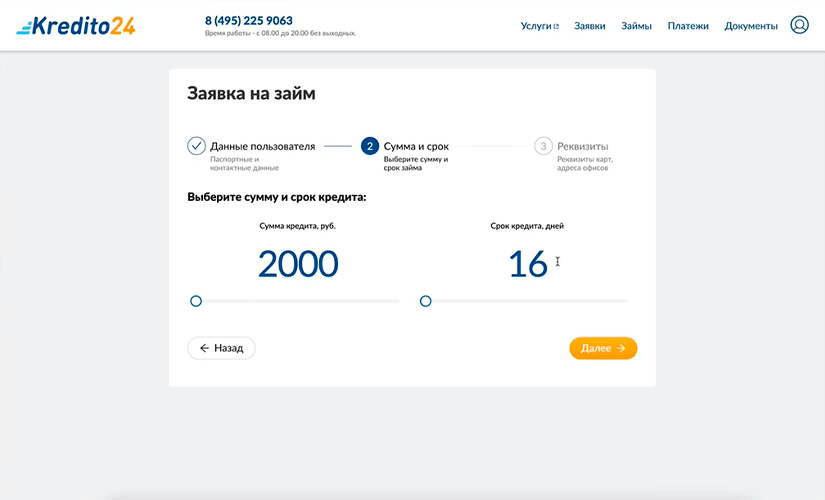 Kredito24
8 (495) 225 9063
Время работы - с 08.00 до 20.00 без выходных.
Услуги
Заявки
Займы
Платежи
Документы
Заявка на займ
Данные пользователя
Паспортные и
контактные данные
2
Сумма и срок
Выберите сумму и
срок займа
3
Реквизиты
Реквизиты карт,
адреса офисов
Выберите сумму и срок кредита:
Сумма кредита, руб.
2000
Срок кредита, дней
16
← Назад
Далее →